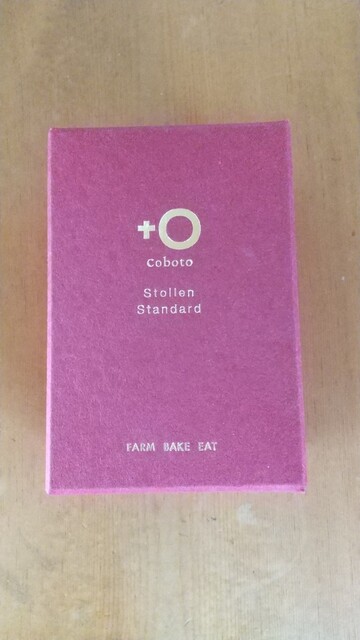 +O
Coboto
Stollen
Standard
FARM BAKE EAT